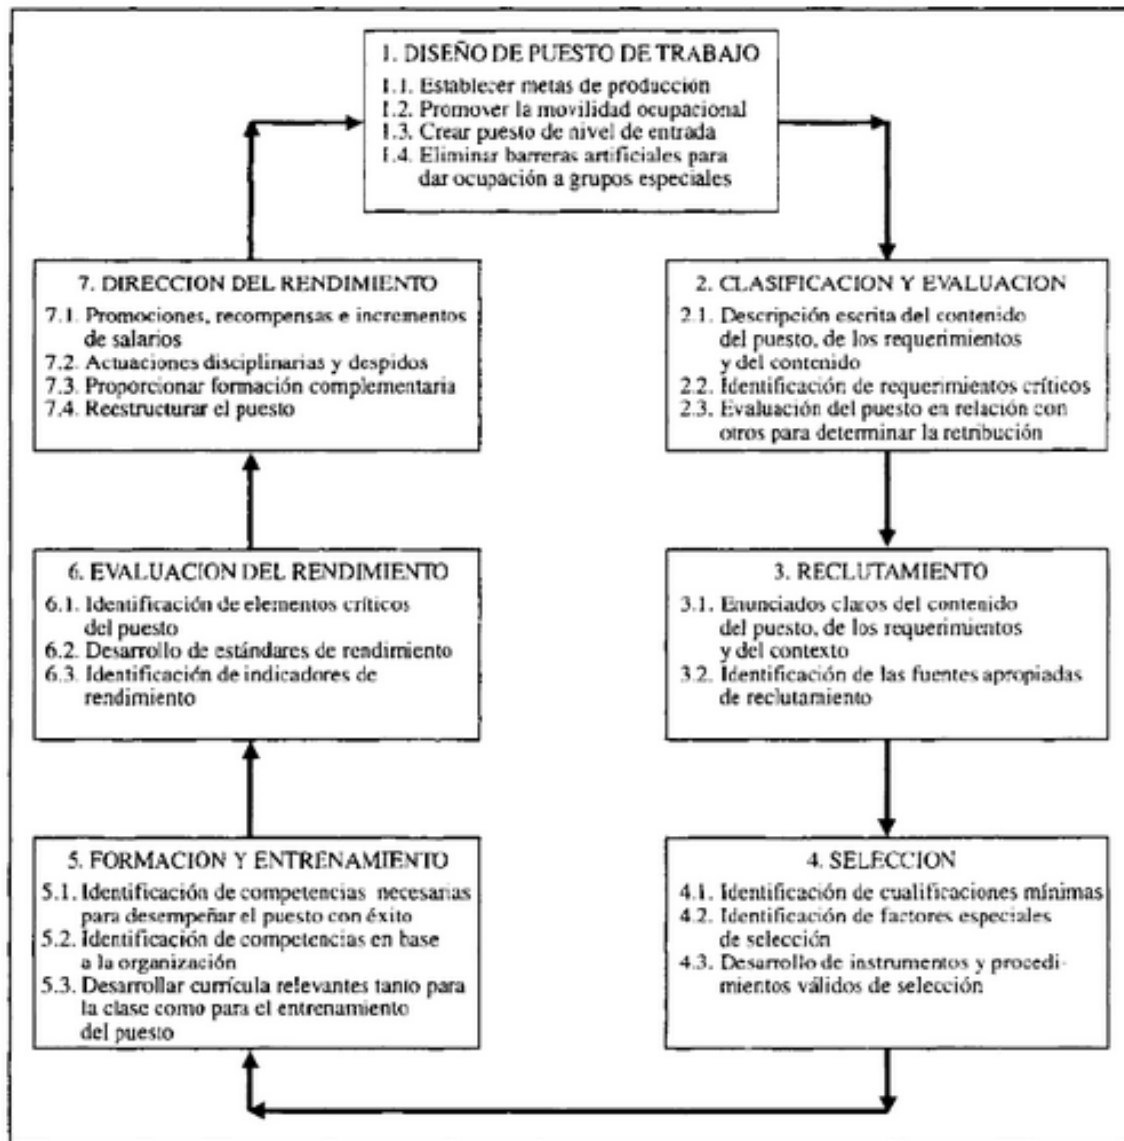 1. DISEÑO DE PUESTO DE TRABAJO
1.1. Establecer metas de producción
1.2. Promover la movilidad ocupacional
1.3. Crear puesto de nivel de entrada
1.4. Eliminar barreras artificiales para
dar ocupación a grupos especiales
2. CLASIFICACION Y EVALUACION
2.1. Descripción escrita del contenido
del puesto, de los requerimientos
y del contenido
2.2. Identificación de requerimientos críticos
2.3. Evaluación del puesto en relación con
otros para determinar la retribución
3. RECLUTAMIENTO
3.1. Enunciados claros del contenido
del puesto, de los requerimientos
y del contexto
3.2. Identificación de las fuentes apropiadas
de reclutamiento
4. SELECCION
4.1. Identificación de cualificaciones mínimas
4.2. Identificación de factores especiales
de selección
4.3. Desarrollo de instrumentos y procedi-
mientos válidos de selección
5. FORMACION Y ENTRENAMIENTO
5.1. Identificación de competencias necesarias
para desempeñar el puesto con éxito
5.2. Identificación de competencias en base
a la organización
5.3. Desarrollar currícula relevantes tanto para
la clase como para el entrenamiento
del puesto
6. EVALUACION DEL RENDIMIENTO
6.1. Identificación de elementos críticos
del puesto
6.2. Desarrollo de estándares de rendimiento
6.3. Identificación de indicadores de
rendimiento
7. DIRECCION DEL RENDIMIENTO
7.1. Promociones, recompensas e incrementos
de salarios
7.2. Actuaciones disciplinarias y despidos
7.3. Proporcionar formación complementaria
7.4. Reestructurar el puesto